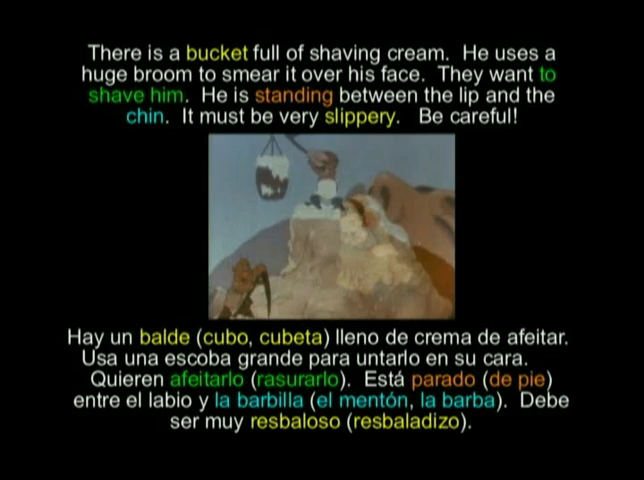 There is a bucket full of shaving cream. He uses a
huge broom to smear it over his face. They want to
shave him. He is standing between the lip and the
chin. It must be very slippery. Be careful!
Hay un balde (cubo, cubeta) lleno de crema de afeitar.
Usa una escoba grande para untarlo en su cara.
Quieren afeitarlo (rasurarlo). Está parado (de pie)
entre el labio y la barbilla (el mentón, la barba). Debe
ser muy resbaloso (resbaladizo).